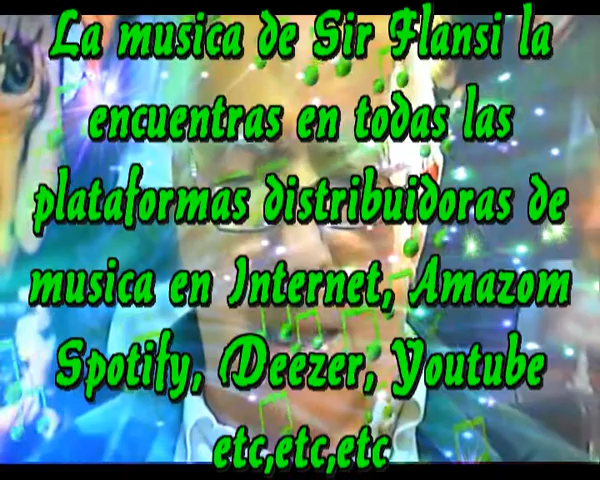 La musica de Sir Flansi la
encuentras en todas las
plataformas distribuidoras de
musica en Internet, Amazom
Spotify, Deezer, Youtube
etc,etc,etc